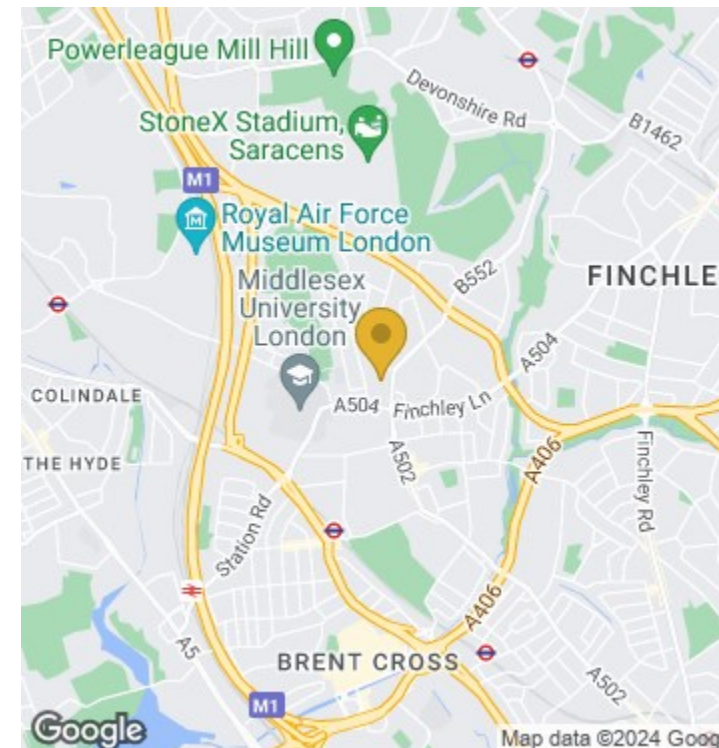 Powerleague Mill Hill
Devonshire Rd
B1462
StoneX Stadium,
Saracens
M1
Royal Air Force
Museum London
B552
FINCHLE
Middlesex
University
London
A504
COLINDALE
A504
Finchley Ln
THE HYDE
A502
A406
Finchley Rd
Station Rd
A406
A5
BRENT CROSS
A502
M1
Google
Map data ©2024 Goog